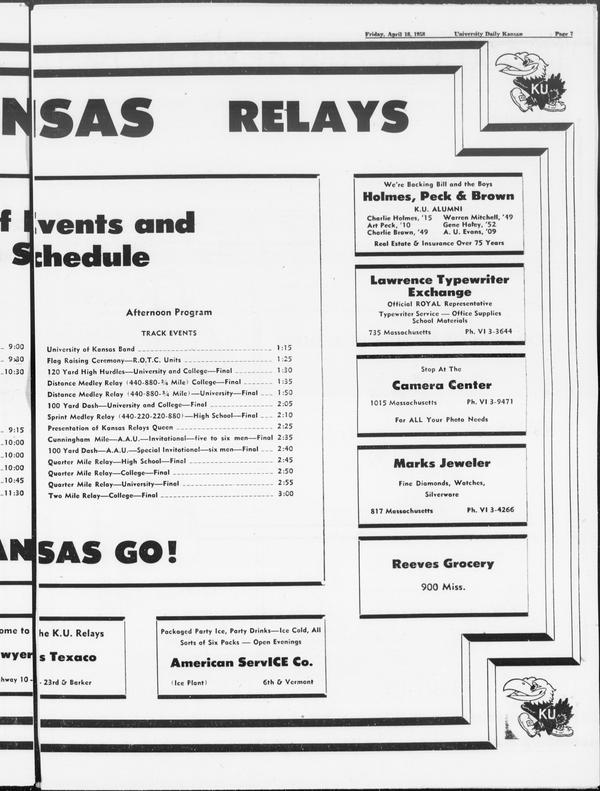 Friday, April 18, 1958 University Daily Kansan Page 7
KU
NSAS RELAYS
f Events and
Schedule
Afternoon Program
TRACK EVENTS
University of Kansas Band 1:15
Flag Raising Ceremony—R.O.T.C. Units 1:25
120 Yard High Hurdles—University and College—Final 1:30
Distance Medley Relay (440-880-¾ Mile) College—Final 1:35
Distance Medley Relay (440-880-¾ Mile)—University—Final 1:50
100 Yard Dash—University and College—Final 2:05
Sprint Medley Relay (440-220-220-880)—High School—Final 2:10
Presentation of Kansas Relays Queen 2:25
Cunningham Mile—A.A.U.—Invitational—five to six men—Final 2:35
100 Yard Dash—A.A.U.—Special Invitational—six men—Final 2:40
Quarter Mile Relay—High School—Final 2:45
Quarter Mile Relay—College—Final 2:50
Quarter Mile Relay—University—Final 2:55
Two Mile Relay—College—Final 3:00
9:00
9:30
10:30
9:15
10:00
10:00
10:00
10:45
11:30
ANSAS GO!
We're Backing Bill and the Boys
Holmes, Peck & Brown
K.U. ALUMNI
Charlie Holmes, '15 Warren Mitchell, '49
Art Peck, '10 Gene Haley, '52
Charlie Brown, '49 A. U. Evans, '09
Real Estate & Insurance Over 75 Years
Lawrence Typewriter
Exchange
Official ROYAL Representative
Typewriter Service — Office Supplies
School Materials
735 Massachusetts Ph. VI 3-3644
Stop At The
Camera Center
1015 Massachusetts Ph. VI 3-9471
For ALL Your Photo Needs
Marks Jeweler
Fine Diamonds, Watches,
Silverware
817 Massachusetts Ph. VI 3-4266
Reeves Grocery
900 Miss.
ome to the K.U. Relays
wyer's Texaco
hway 10 - 23rd & Barker
Packaged Party Ice, Party Drinks—Ice Cold, All
Sorts of Six Packs — Open Evenings
American ServICE Co.
(Ice Plant) 6th & Vermont
KU